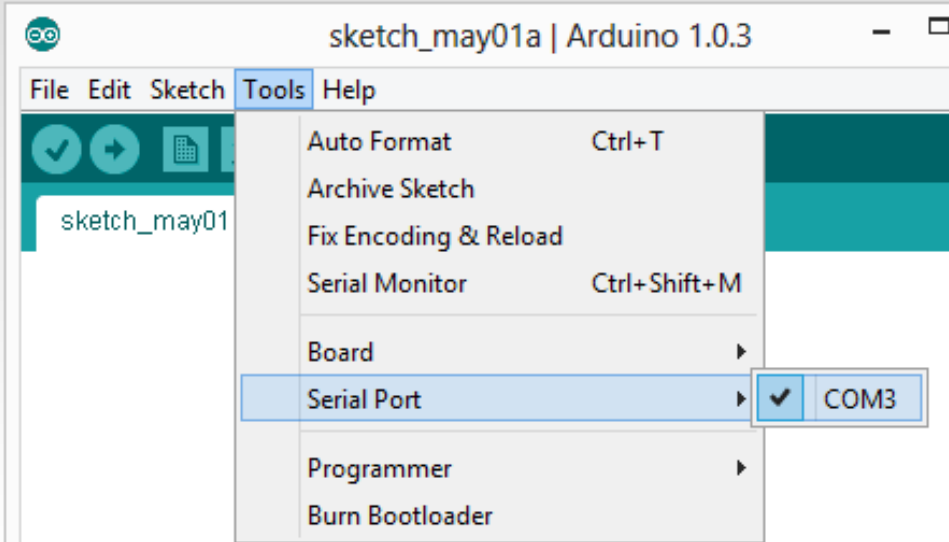 sketch_may01a | Arduino 1.0.3
File Edit Sketch Tools Help
Auto Format Ctrl+T
Archive Sketch
sketch_may01
Fix Encoding & Reload
Serial Monitor Ctrl+Shift+M
Board
Serial Port
COM3
Programmer
Burn Bootloader